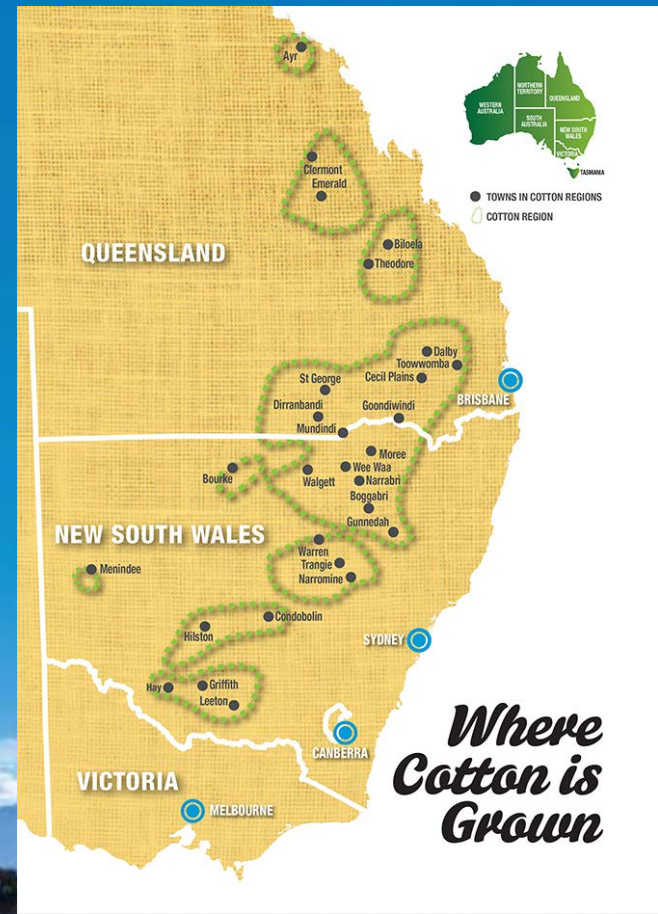 Ayr
WESTERN
AUSTRALIA
NORTHERN
TERRITORY
QUEENSLAND
SOUTH
AUSTRALIA
NEW SOUTH
WALES
VICTORIA
TASMANIA
TOWNS IN COTTON REGIONS
COTTON REGION
Clermont
Emerald
QUEENSLAND
Biloela
Theodore
Dalby
Toowwomba
Cecil Plains
St George
Dirranbandi
Goondiwindi
Mundindi
BRISBANE
Moree
Wee Waa
Narrabri
Bourke
Walgett
Boggabri
Gunnedah
NEW SOUTH WALES
Warren
Trangie
Narromine
Menindee
Condobolin
Hilston
SYDNEY
Hay
Griffith
Leeton
CANBERRA
VICTORIA
MELBOURNE
Where
Cotton is
Grown